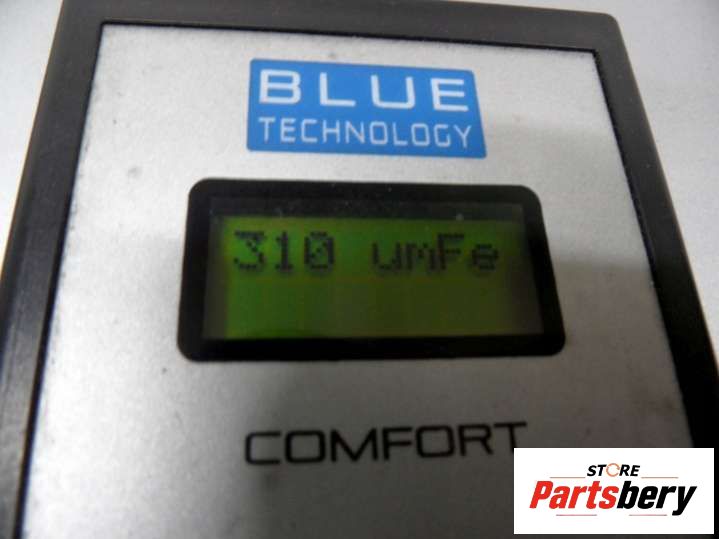 BLUE
TECHNOLOGY
310 umFe
COMFORT
STORE
Partsbery